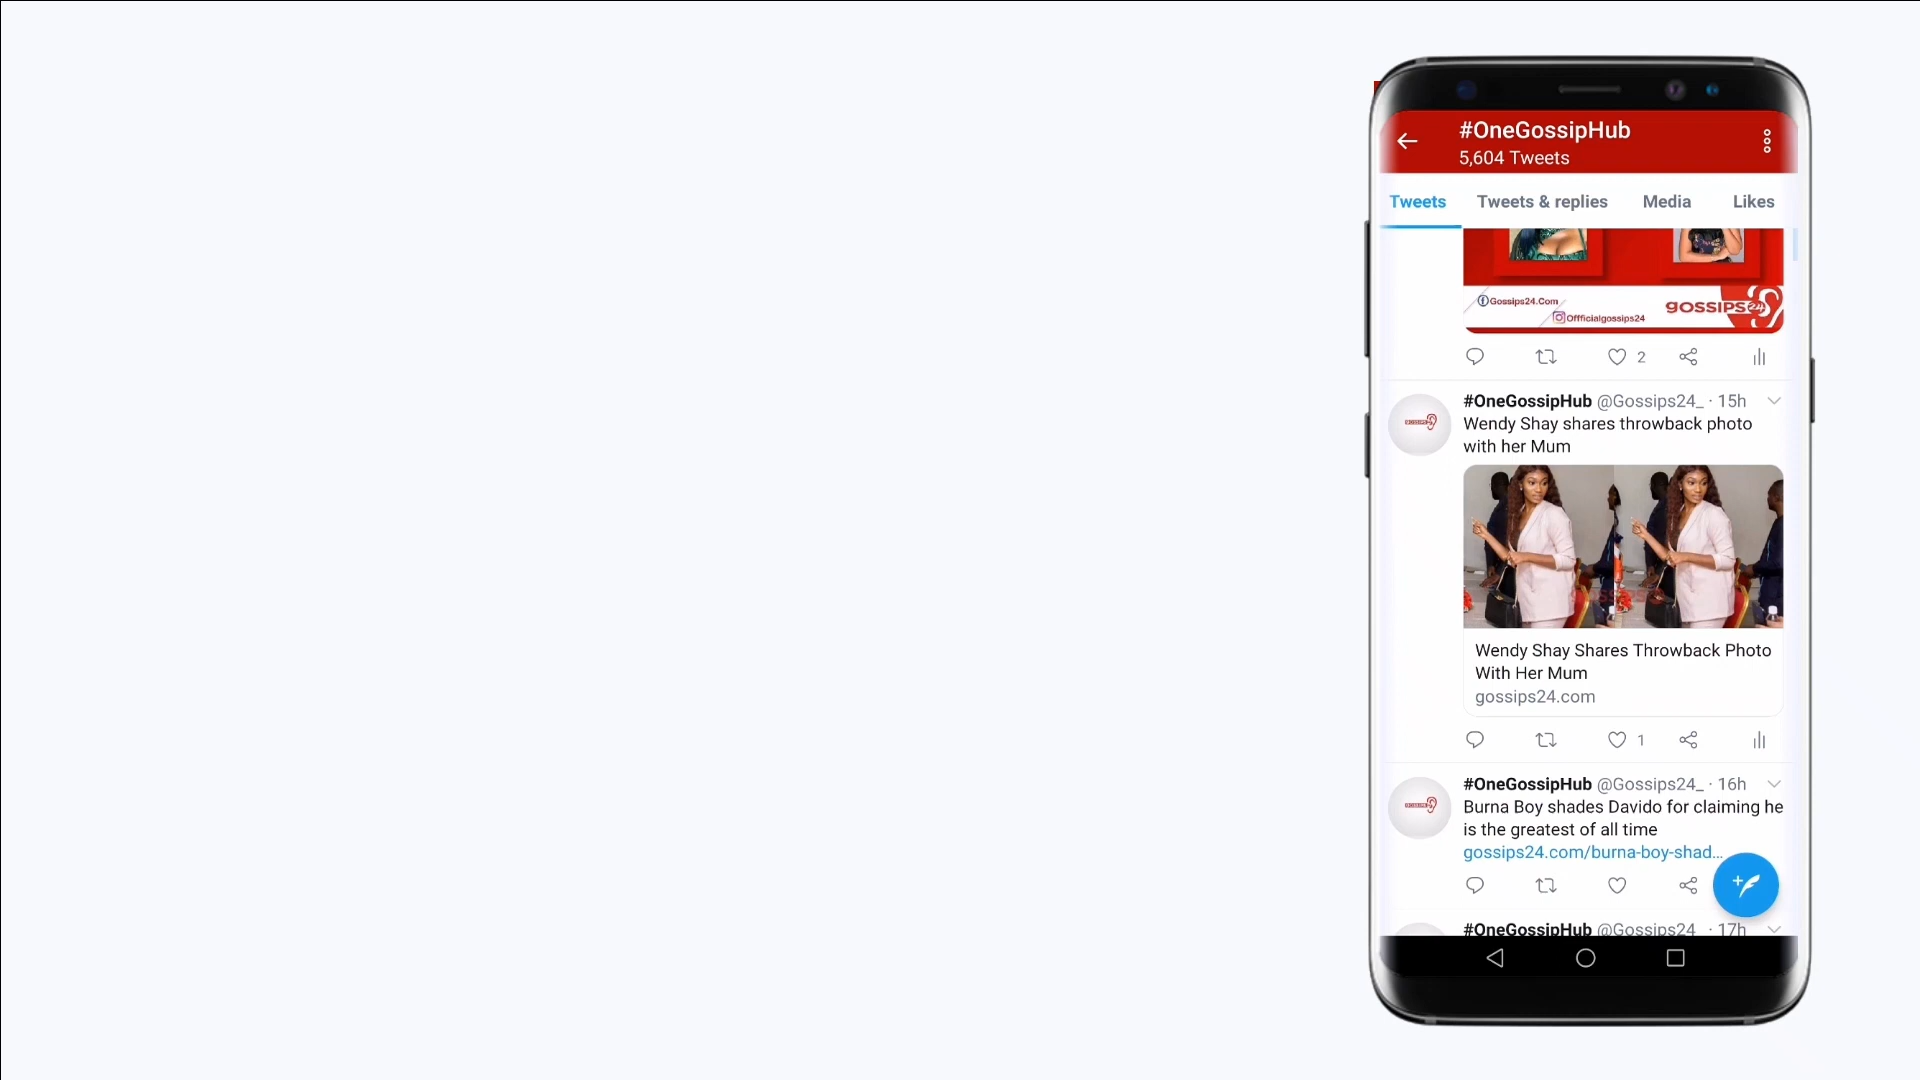 #OneGossipHub
5,604 Tweets
Tweets Tweets & replies Media Likes
Gossips24.Com
Offficialgossips24
gossips24
2
#OneGossipHub @Gossips24_ · 15h
Wendy Shay shares throwback photo
with her Mum
Wendy Shay Shares Throwback Photo
With Her Mum
gossips24.com
1
#OneGossipHub @Gossips24_ · 16h
Burna Boy shades Davido for claiming he
is the greatest of all time
gossips24.com/burna-boy-shad...
#OneGossipHub @Gossips24_ · 17h